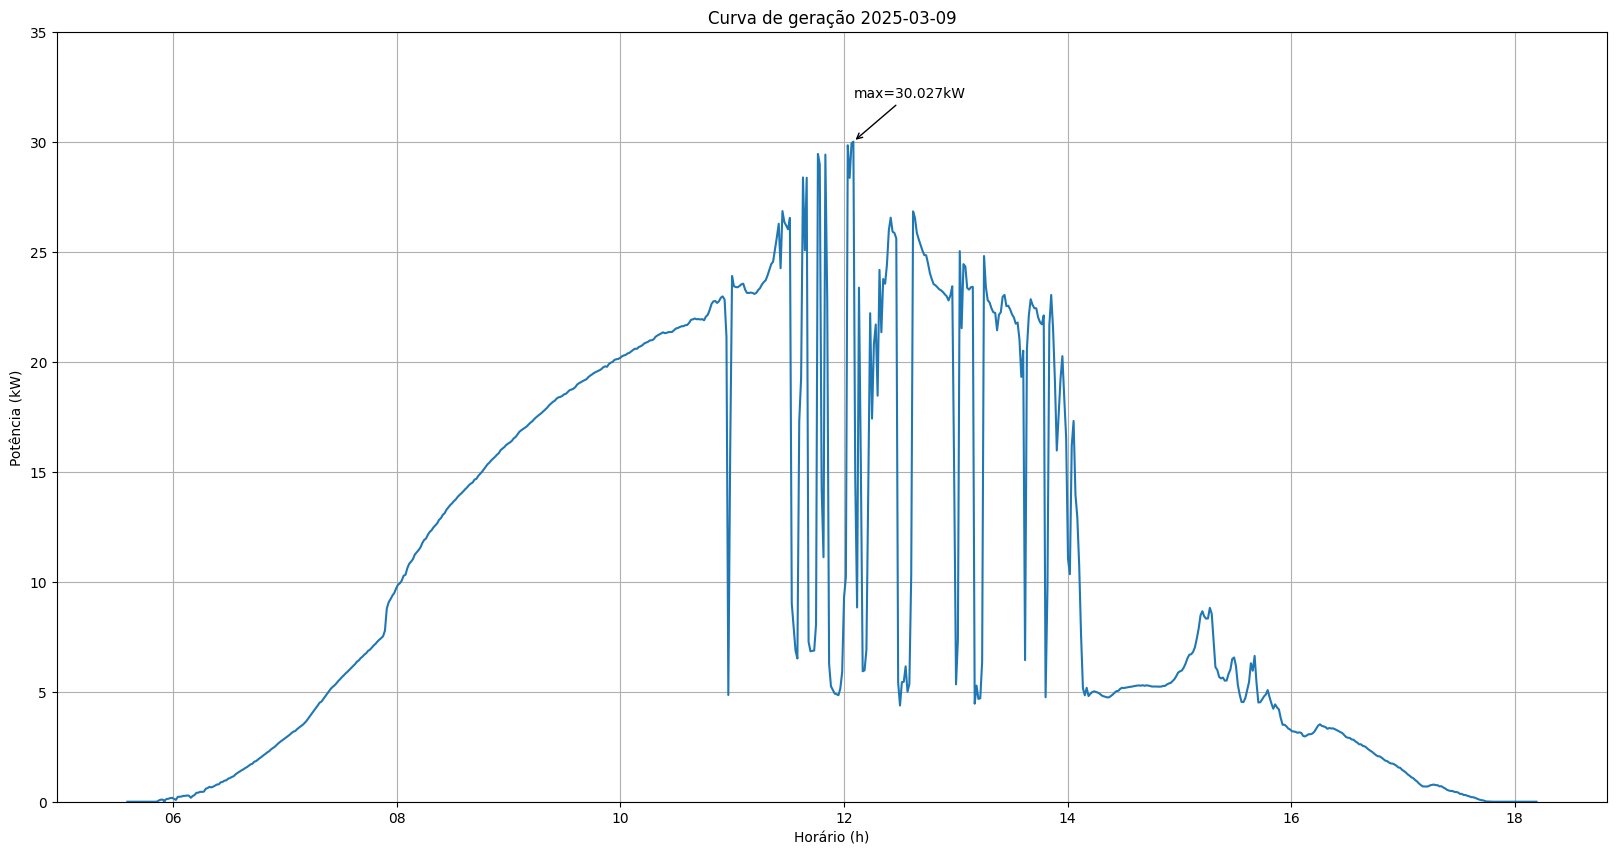 Curva de geração 2025-03-09
35
max=30.027kW
30
25
20
15
10
5
0
Potência (kW)
06 08 10 12 14 16 18
Horário (h)